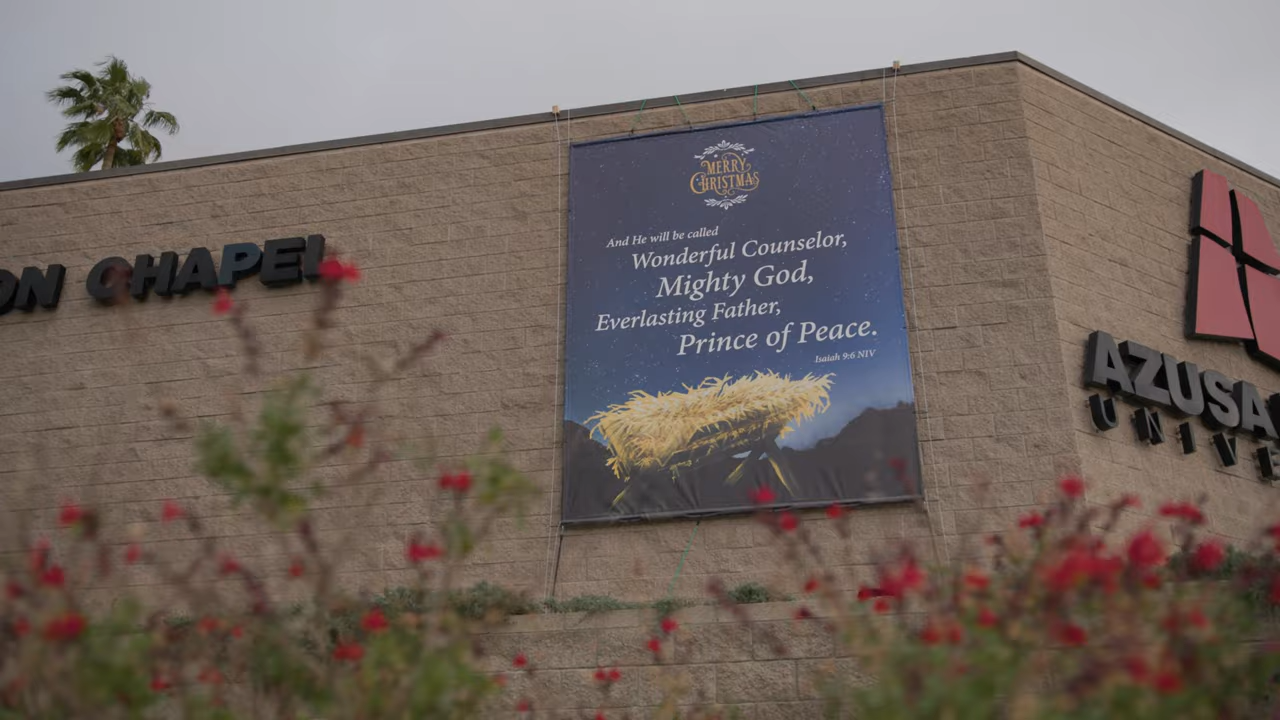 MERRY
CHRISTMAS
And He will be called
Wonderful Counselor,
Mighty God,
Everlasting Father,
Prince of Peace.
Isaiah 9:6 NIV
ON CHAPEL
AZUSA
UNIVE